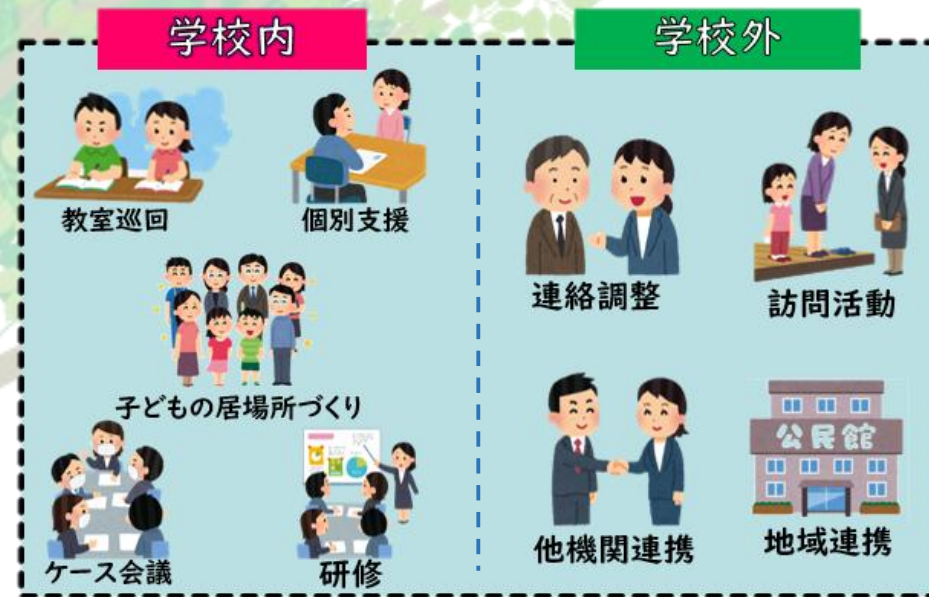 学校内
学校外
教室巡回
個別支援
子どもの居場所づくり
ケース会議
研修
連絡調整
訪問活動
他機関連携
公民館
地域連携